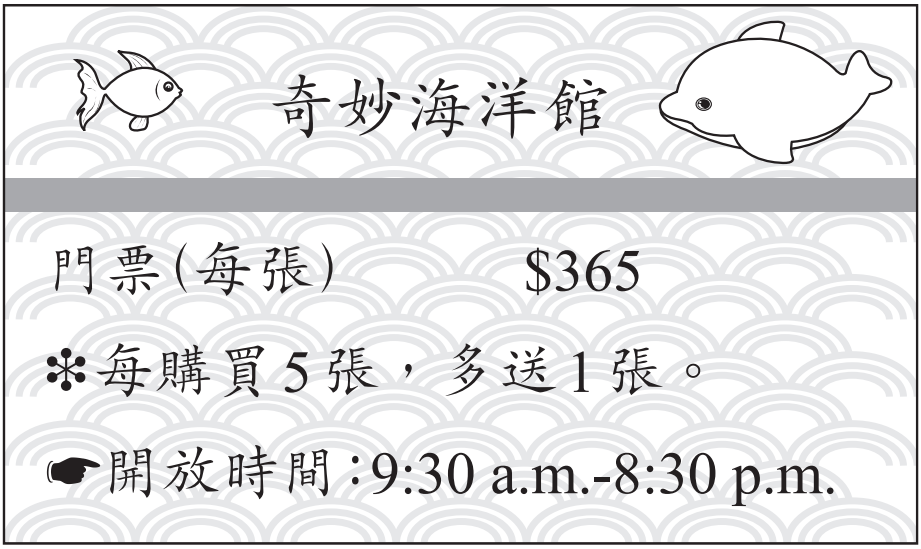 奇妙海洋館
門票(每張) $365
❇每購買5張，多送1張。
☛開放時間：9:30 a.m.-8:30 p.m.